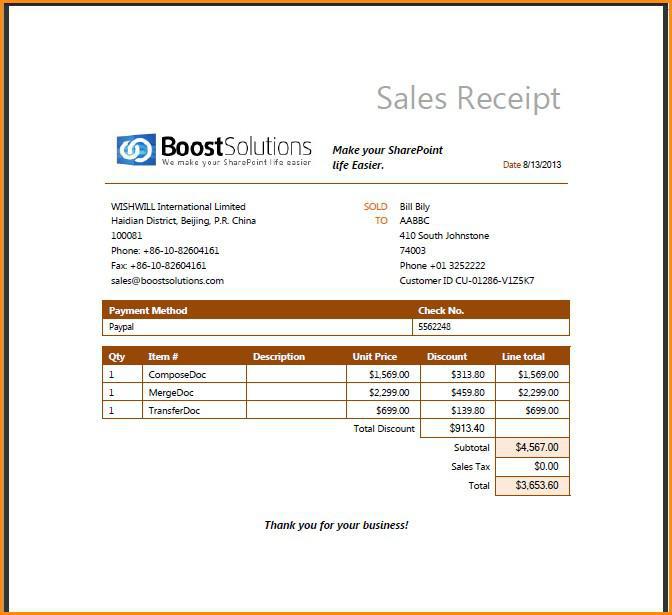 Sales Receipt
BoostSolutions
We make your SharePoint life easier
Make your SharePoint
life Easier.
Date 8/13/2013
WISHWILL International Limited
Haidian District, Beijing, P.R. China
100081
Phone: +86-10-82604161
Fax: +86-10-82604161
sales@boostsolutions.com
SOLD Bill Bily
TO AABBC
410 South Johnstone
74003
Phone +01 3252222
Customer ID CU-01286-V1Z5K7
Payment Method Check No.
Paypal 5562248
Qty Item # Description Unit Price Discount Line total
1 ComposeDoc $1,569.00 $313.80 $1,569.00
1 MergeDoc $2,299.00 $459.80 $2,299.00
1 TransferDoc $699.00 $139.80 $699.00
Total Discount $913.40
Subtotal $4,567.00
Sales Tax $0.00
Total $3,653.60
Thank you for your business!